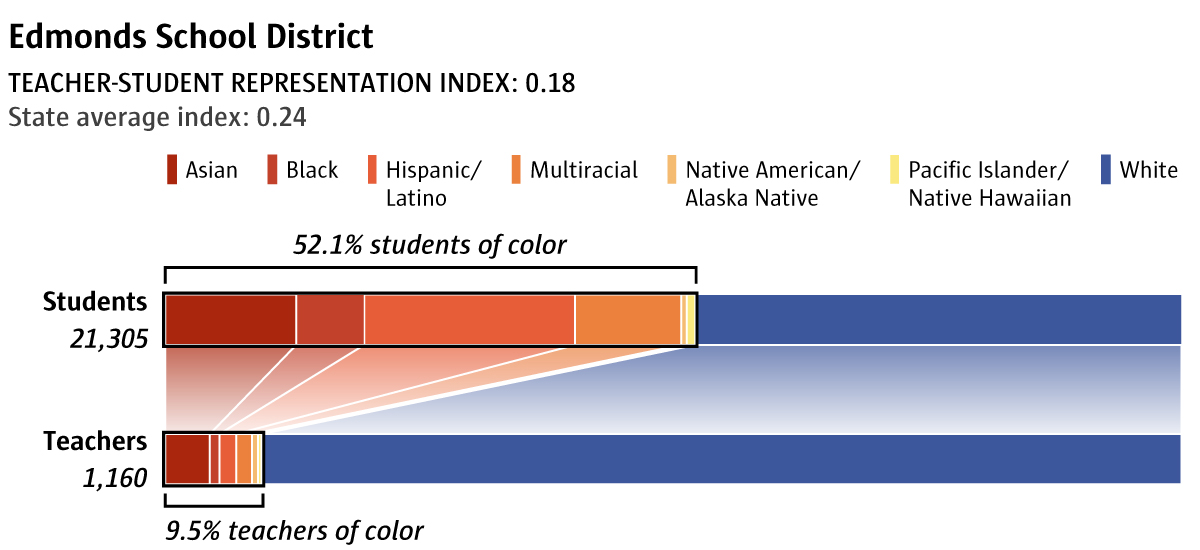 Edmonds School District
TEACHER-STUDENT REPRESENTATION INDEX: 0.18
State average index: 0.24
Asian
Black
Hispanic/
Latino
Multiracial
Native American/
Alaska Native
Pacific Islander/
Native Hawaiian
White
52.1% students of color
Students
21,305
Teachers
1,160
9.5% teachers of color